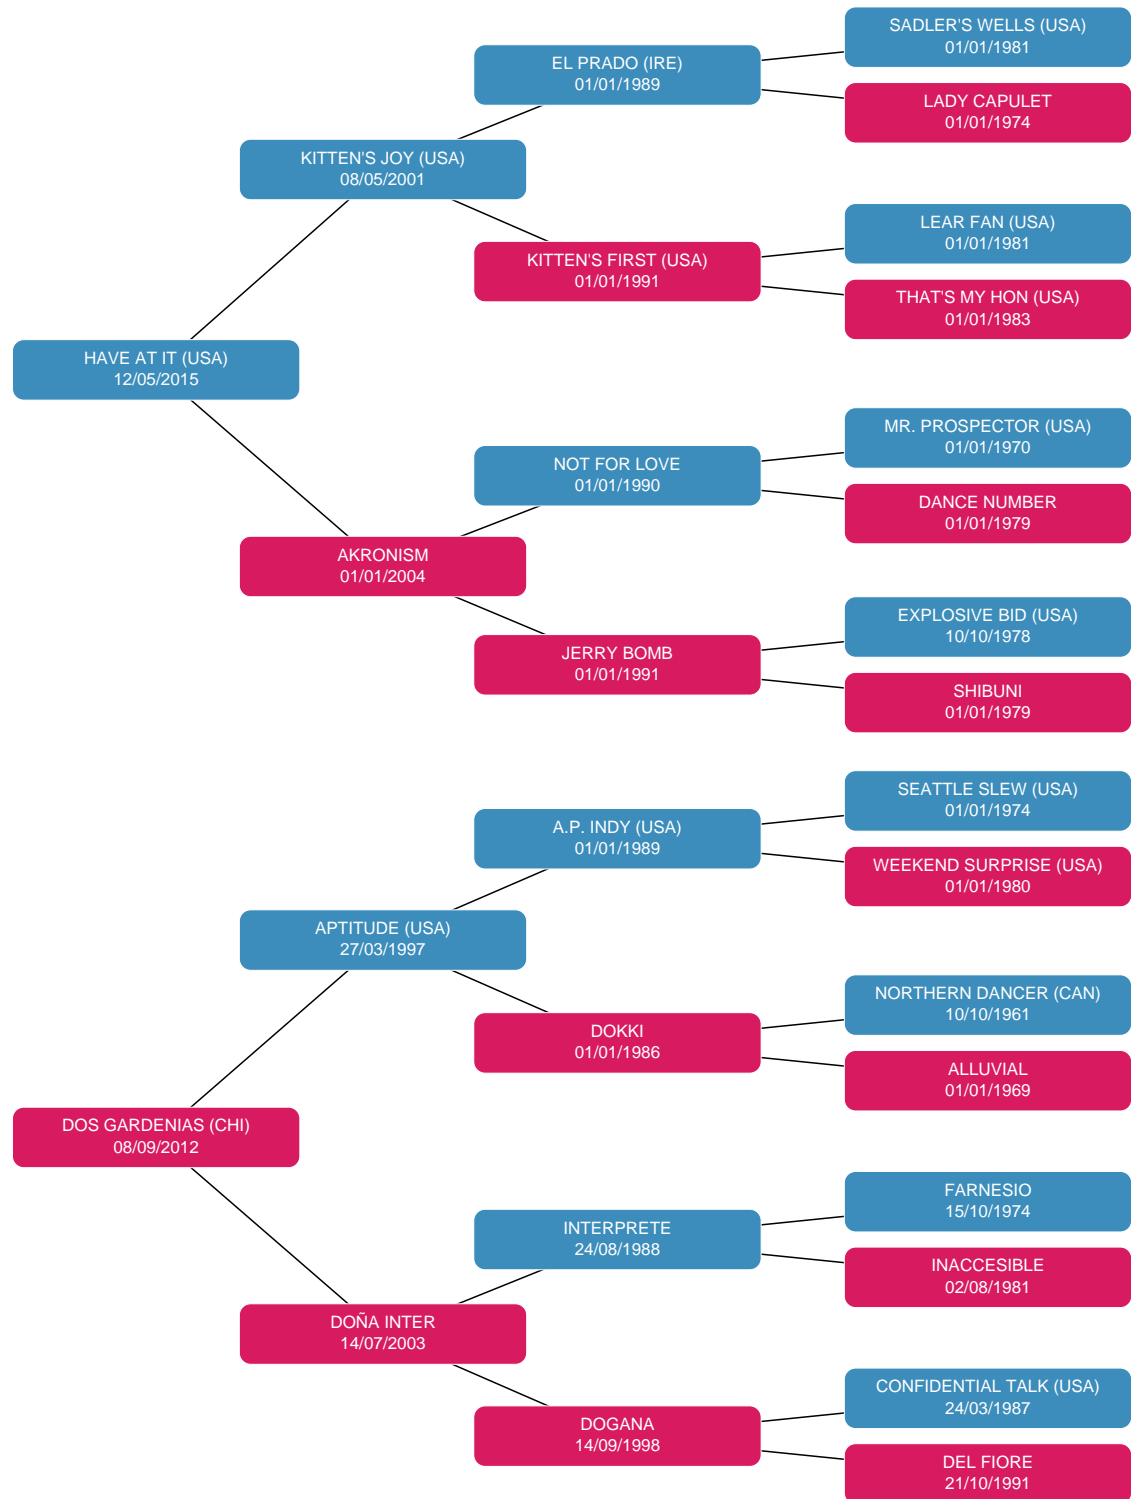 SADLER'S WELLS (USA)
01/01/1981
EL PRADO (IRE)
01/01/1989
LADY CAPULET
01/01/1974
KITTEN'S JOY (USA)
08/05/2001
LEAR FAN (USA)
01/01/1981
KITTEN'S FIRST (USA)
01/01/1991
THAT'S MY HON (USA)
01/01/1983
HAVE AT IT (USA)
12/05/2015
MR. PROSPECTOR (USA)
01/01/1970
NOT FOR LOVE
01/01/1990
DANCE NUMBER
01/01/1979
AKRONISM
01/01/2004
EXPLOSIVE BID (USA)
10/10/1978
JERRY BOMB
01/01/1991
SHIBUNI
01/01/1979
SEATTLE SLEW (USA)
01/01/1974
A.P. INDY (USA)
01/01/1989
WEEKEND SURPRISE (USA)
01/01/1980
APTITUDE (USA)
27/03/1997
NORTHERN DANCER (CAN)
10/10/1961
DOKKI
01/01/1986
ALLUVIAL
01/01/1969
DOS GARDENIAS (CHI)
08/09/2012
FARNESIO
15/10/1974
INTERPRETE
24/08/1988
INACCESIBLE
02/08/1981
DOÑA INTER
14/07/2003
CONFIDENTIAL TALK (USA)
24/03/1987
DOGANA
14/09/1998
DEL FIORE
21/10/1991